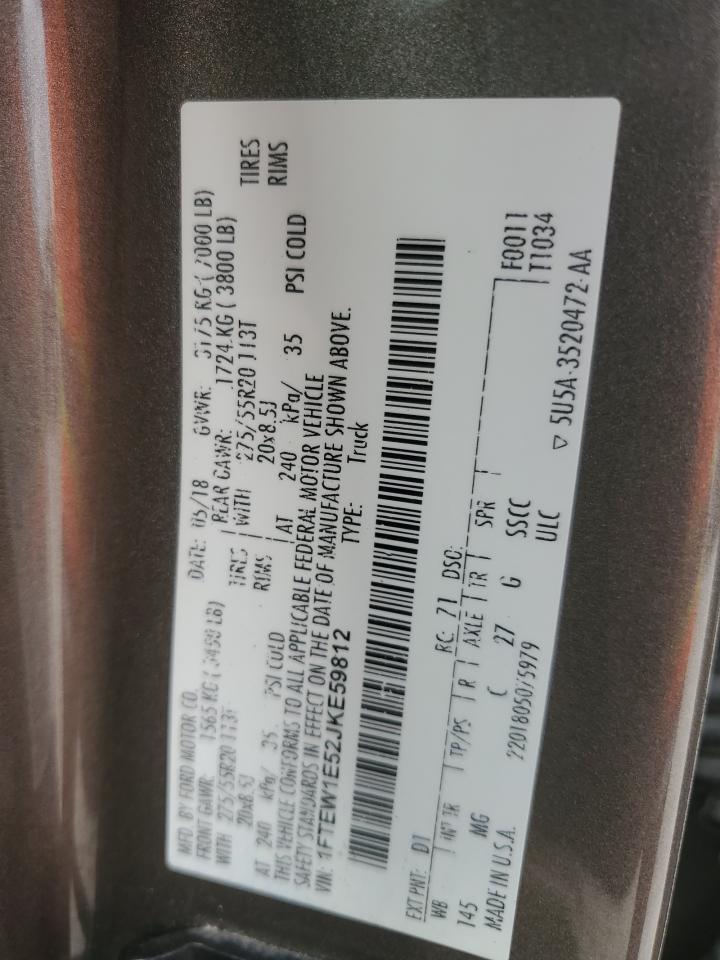 MFD. BY FORD MOTOR CO.
DATE: 05/18 GVWR: 3175 KG ( 7000 LB)
FRONT GAWR: 1565 KG ( 3450 LB) REAR GAWR: 1724 KG ( 3800 LB)
WITH 275/55R20 113T TIRES WITH 275/55R20 113T TIRES
20x8.5J RIMS 20x8.5J RIMS
AT 240 kPa/ 35 PSI COLD AT 240 kPa/ 35 PSI COLD
THIS VEHICLE CONFORMS TO ALL APPLICABLE FEDERAL MOTOR VEHICLE
SAFETY STANDARDS IN EFFECT ON THE DATE OF MANUFACTURE SHOWN ABOVE.
VIN: 1FTEW1E52JKE59812 TYPE: Truck
EXT PNT: D1 RC: 71 DSO:
WB INT TR TP/PS R AXLE TR SPR
145 MG C 27 G SSCC F0011
MADE IN U.S.A. 2201805075979 ULC T1034
▽ 5U5A-3520472-AA